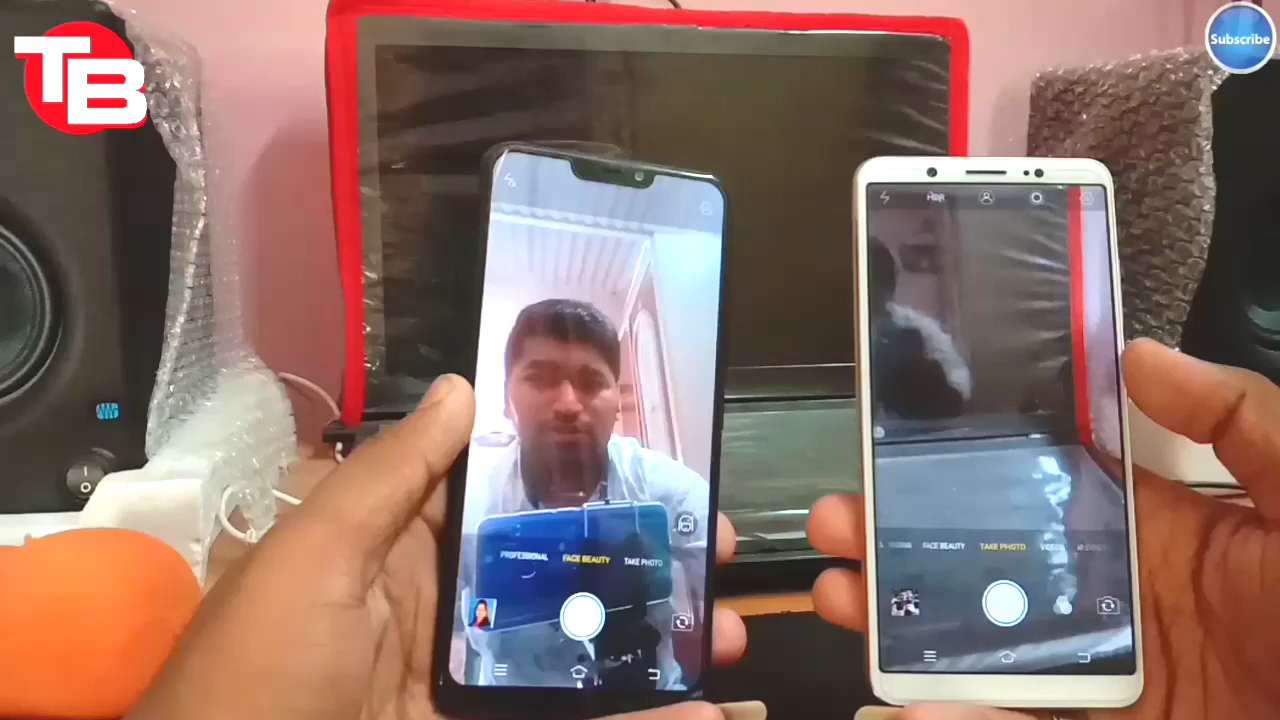 TB
Subscribe
HDR
PROFESSIONAL
FACE BEAUTY
TAKE PHOTO
FACE BEAUTY
TAKE PHOTO
VIDEO